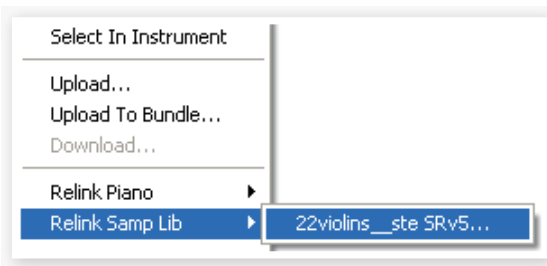 Select In Instrument
Upload...
Upload To Bundle...
Download...
Relink Piano
Relink Samp Lib
22violins__ste SRv5...